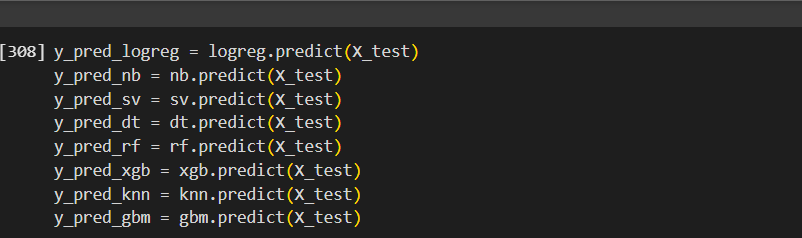 [308] y_pred_logreg = logreg.predict(X_test)
y_pred_nb = nb.predict(X_test)
y_pred_sv = sv.predict(X_test)
y_pred_dt = dt.predict(X_test)
y_pred_rf = rf.predict(X_test)
y_pred_xgb = xgb.predict(X_test)
y_pred_knn = knn.predict(X_test)
y_pred_gbm = gbm.predict(X_test)